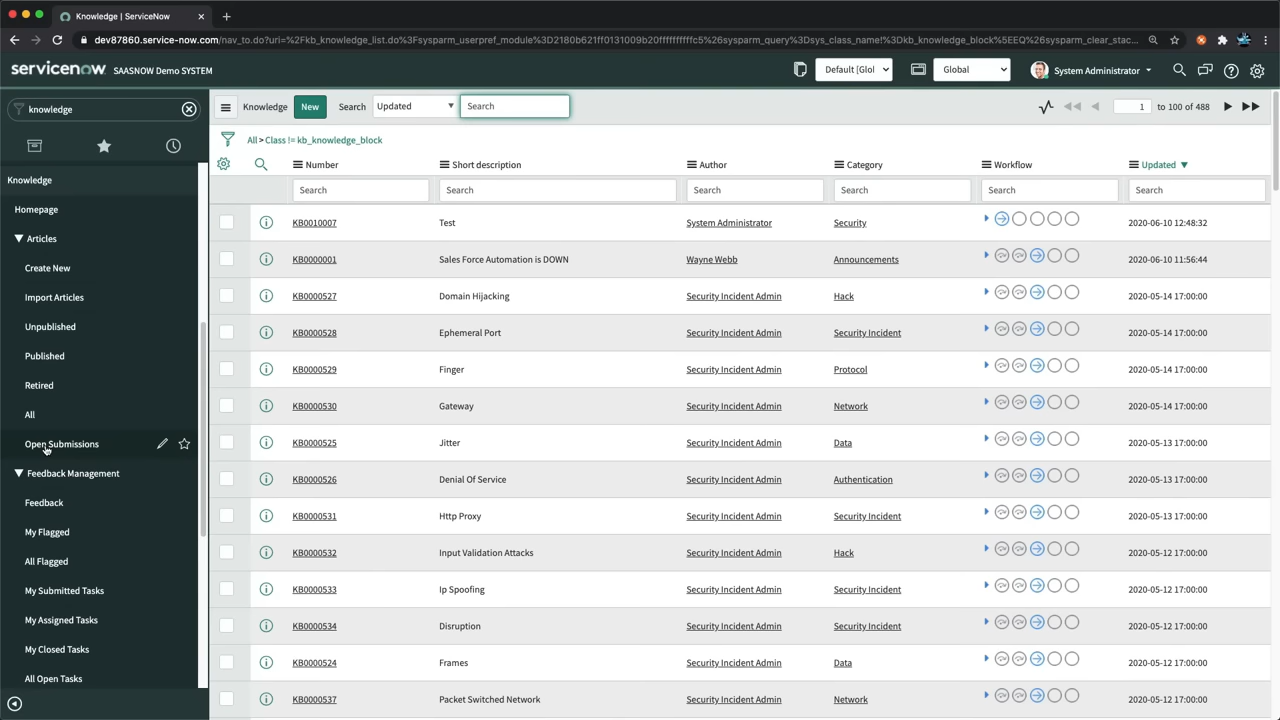 Knowledge | ServiceNow
dev87860.service-now.com/nav_to.do?uri=%2Fkb_knowledge_list.do%3Fsysparm_userpref_module%3D2180b621ff0131009b20ffffffffffc5%26sysparm_query%3Dsys_class_name!%3Dkb_knowledge_block%5EEQ%26sysparm_clear_stac...
servicenow SAASNOW Demo SYSTEM Default [Glol Global System Administrator
knowledge
Knowledge New Search Updated Search 1 to 100 of 488
All > Class != kb_knowledge_block
Number Short description Author Category Workflow Updated
Search Search Search Search Search Search
KB0010007 Test System Administrator Security 2020-06-10 12:48:32
KB0000001 Sales Force Automation is DOWN Wayne Webb Announcements 2020-06-10 11:56:44
KB0000527 Domain Hijacking Security Incident Admin Hack 2020-05-14 17:00:00
KB0000528 Ephemeral Port Security Incident Admin Security Incident 2020-05-14 17:00:00
KB0000529 Finger Security Incident Admin Protocol 2020-05-14 17:00:00
KB0000530 Gateway Security Incident Admin Network 2020-05-14 17:00:00
KB0000525 Jitter Security Incident Admin Data 2020-05-13 17:00:00
KB0000526 Denial Of Service Security Incident Admin Authentication 2020-05-13 17:00:00
KB0000531 Http Proxy Security Incident Admin Security Incident 2020-05-13 17:00:00
KB0000532 Input Validation Attacks Security Incident Admin Hack 2020-05-12 17:00:00
KB0000533 Ip Spoofing Security Incident Admin Security Incident 2020-05-12 17:00:00
KB0000534 Disruption Security Incident Admin Security Incident 2020-05-12 17:00:00
KB0000524 Frames Security Incident Admin Data 2020-05-12 17:00:00
KB0000537 Packet Switched Network Security Incident Admin Network 2020-05-12 17:00:00
Knowledge
Homepage
Articles
Create New
Import Articles
Unpublished
Published
Retired
All
Open Submissions
Feedback Management
Feedback
My Flagged
All Flagged
My Submitted Tasks
My Assigned Tasks
My Closed Tasks
All Open Tasks